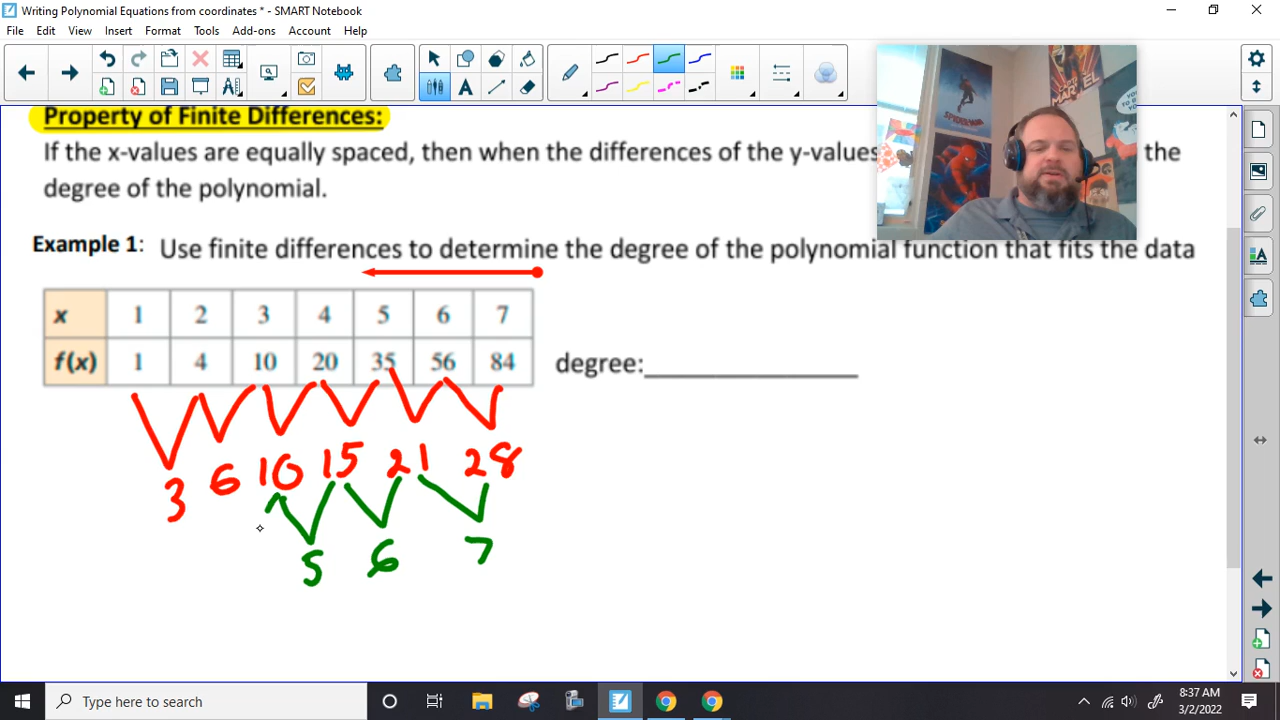 Writing Polynomial Equations from coordinates * - SMART Notebook
File Edit View Insert Format Tools Add-ons Account Help
Property of Finite Differences:
If the x-values are equally spaced, then when the differences of the y-values the
degree of the polynomial.
Example 1: Use finite differences to determine the degree of the polynomial function that fits the data
x 1 2 3 4 5 6 7
f(x) 1 4 10 20 35 56 84
degree:_______________
3 6 10 15 21 28
5 6 7
SPIDER-MAN
MARVEL
Type here to search
8:37 AM
3/2/2022